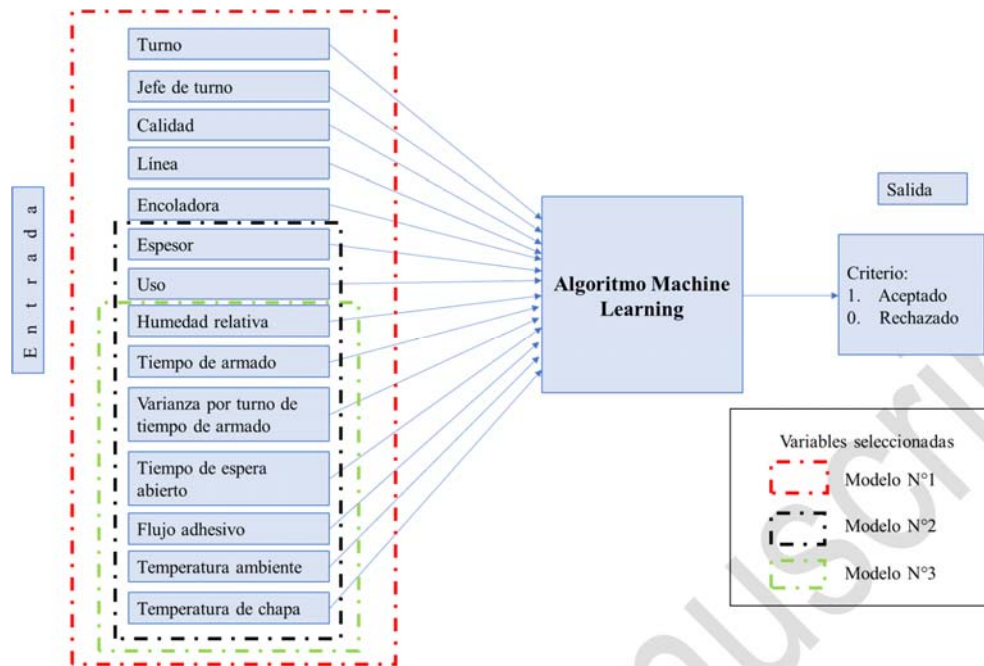 Entrada
Turno
Jefe de turno
Calidad
Línea
Encoladora
Espesor
Uso
Humedad relativa
Tiempo de armado
Varianza por turno de
tiempo de armado
Tiempo de espera
abierto
Flujo adhesivo
Temperatura ambiente
Temperatura de chapa
Algoritmo Machine
Learning
Salida
Criterio:
1. Aceptado
0. Rechazado
Variables seleccionadas
Modelo N°1
Modelo N°2
Modelo N°3